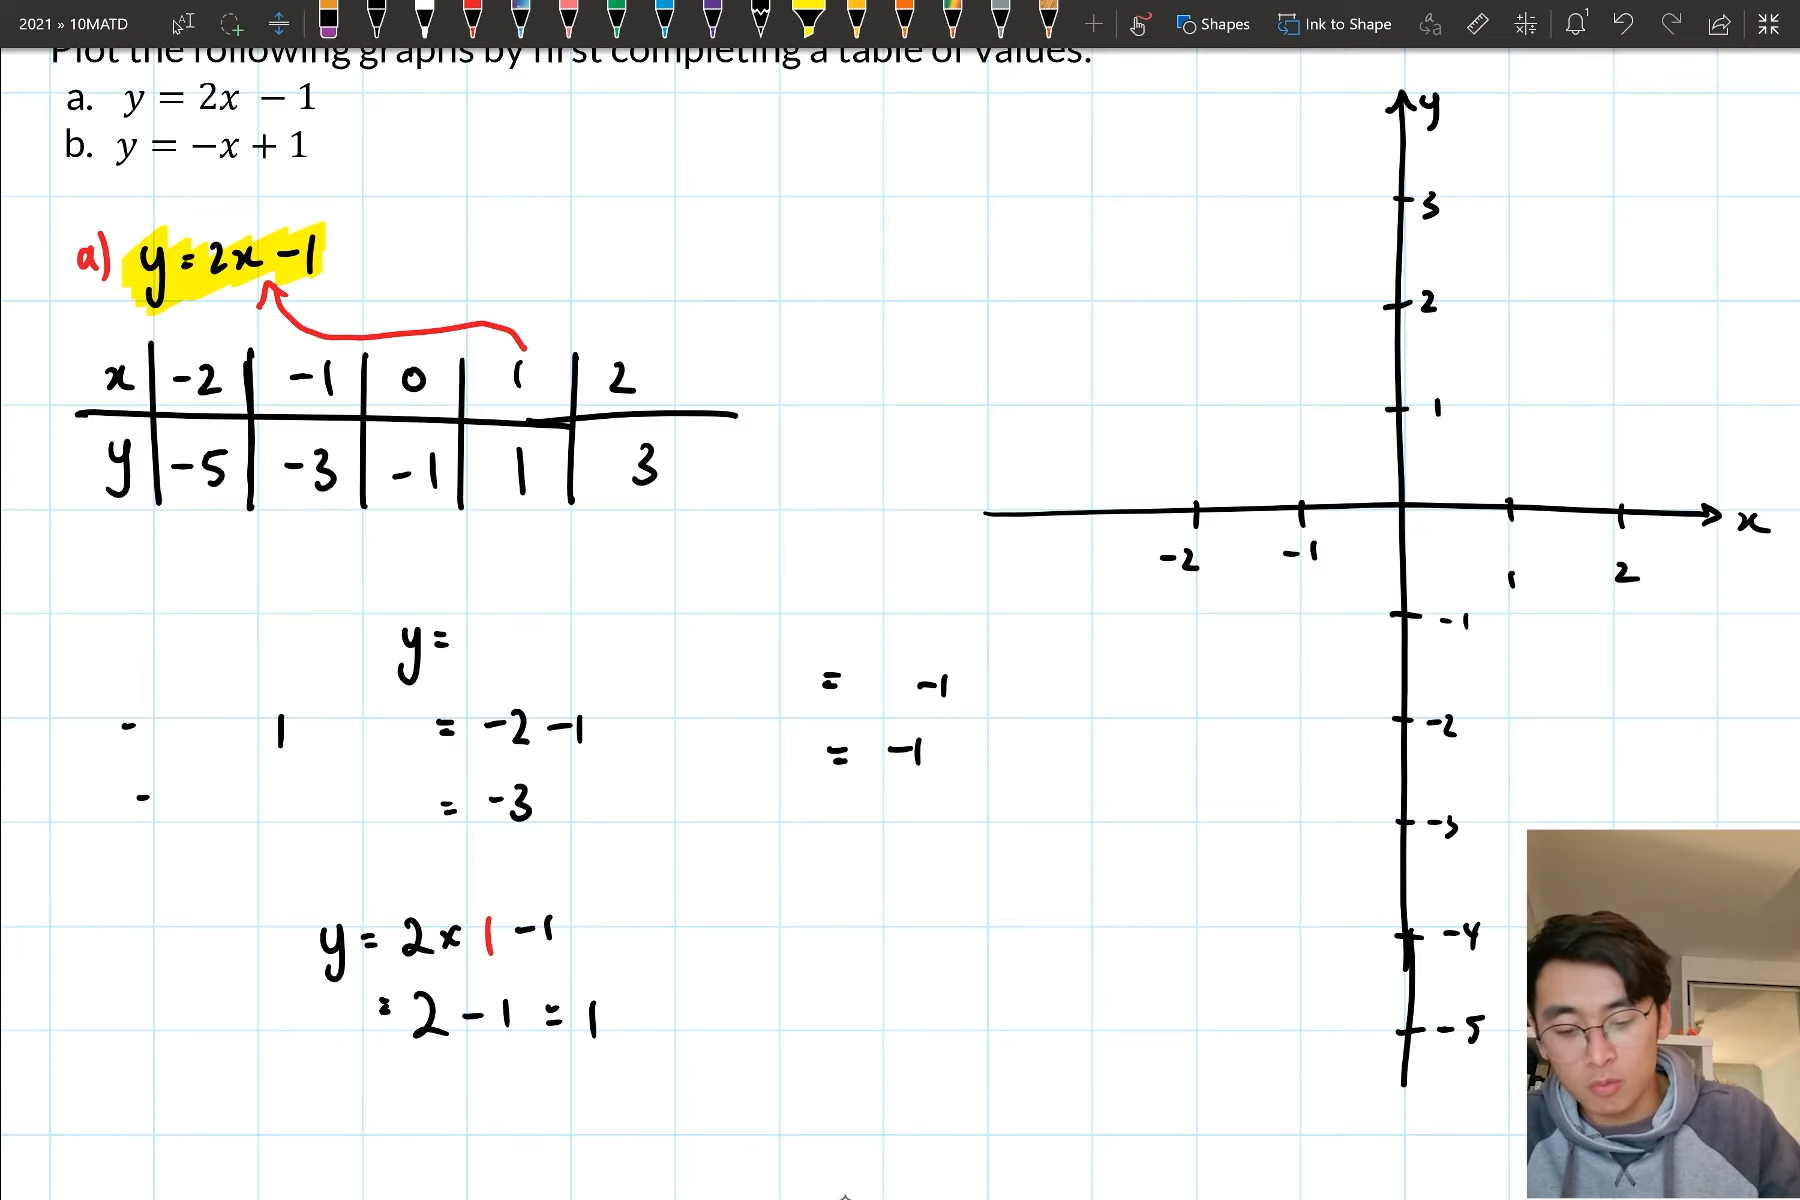 2021 » 10MATD
Shapes
Ink to Shape
1
Plot the following graphs by first completing a table of values.
a. y = 2x − 1
b. y = −x + 1
a) y = 2x -1
x -2 -1 0 1 2
y -5 -3 -1 1 3
y =
- 1
= -2 -1
-
= -3
= -1
= -1
y = 2x 1 -1
= 2 - 1 = 1
y
3
2
1
x
-2 -1 1 2
-1
-2
-3
-4
-5